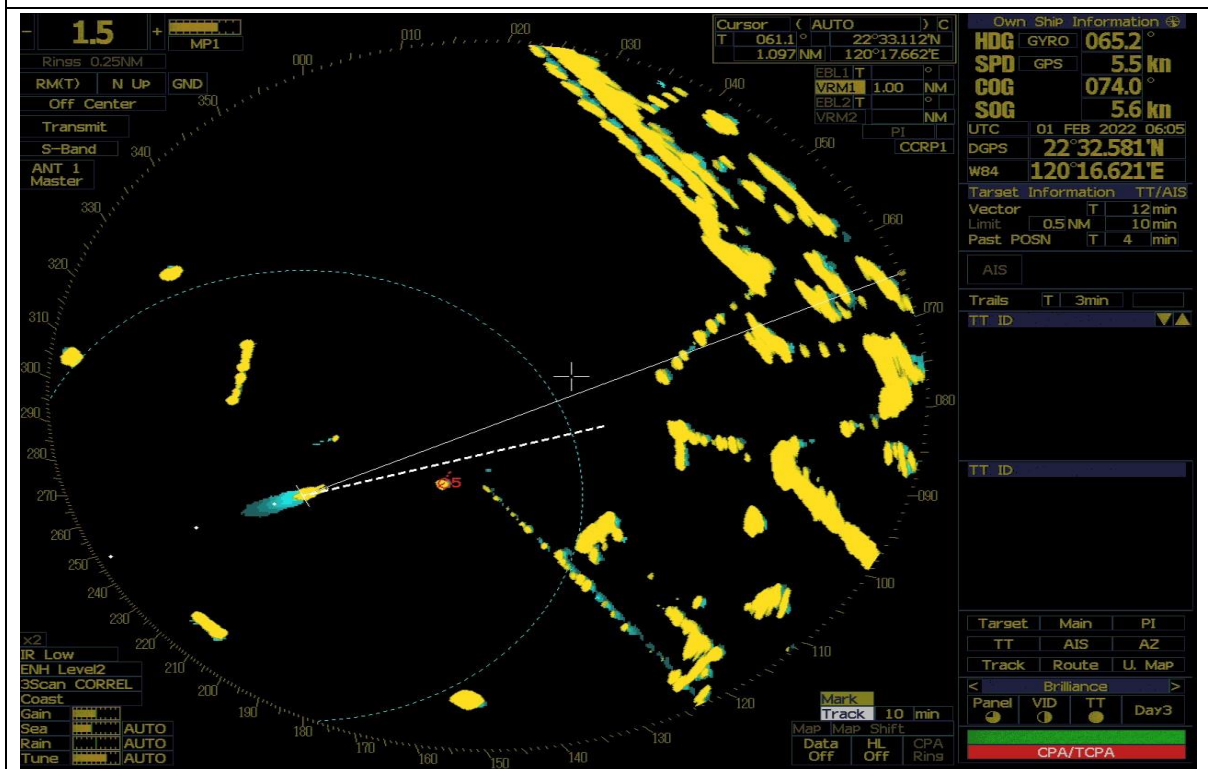 - 1.5 + MP1
Rings 0.25NM
RM(T) N Up GND
Off Center
Transmit
S-Band
ANT 1
Master
Cursor ( AUTO ) C
T 061.1 ° 22°33.112'N
1.097 NM 120°17.662'E
EBL1 T °
VRM1 1.00 NM
EBL2 T °
VRM2 NM
PI
CCRP1
000
010
020
030
040
050
060
070
080
090
100
110
120
130
140
150
160
170
180
190
200
210
220
230
240
250
260
270
280
290
300
310
320
330
340
350
x2
IR Low
ENH Level2
3Scan CORREL
Coast
Gain
Sea AUTO
Rain AUTO
Tune AUTO
Mark
Track 10 min
Map Map Shift
Data Off
HL Off
CPA Ring
Own Ship Information
HDG GYRO 065.2 °
SPD GPS 5.5 kn
COG 074.0 °
SOG 5.6 kn
UTC 01 FEB 2022 06:05
DGPS 22°32.581'N
W84 120°16.621'E
Target Information TT/AIS
Vector T 12min
Limit 0.5NM 10min
Past POSN T 4 min
AIS
Trails T 3min
TT ID
TT ID
Target Main PI
TT AIS AZ
Track Route U. Map
< Brilliance >
Panel VID TT Day3
CPA/TCPA